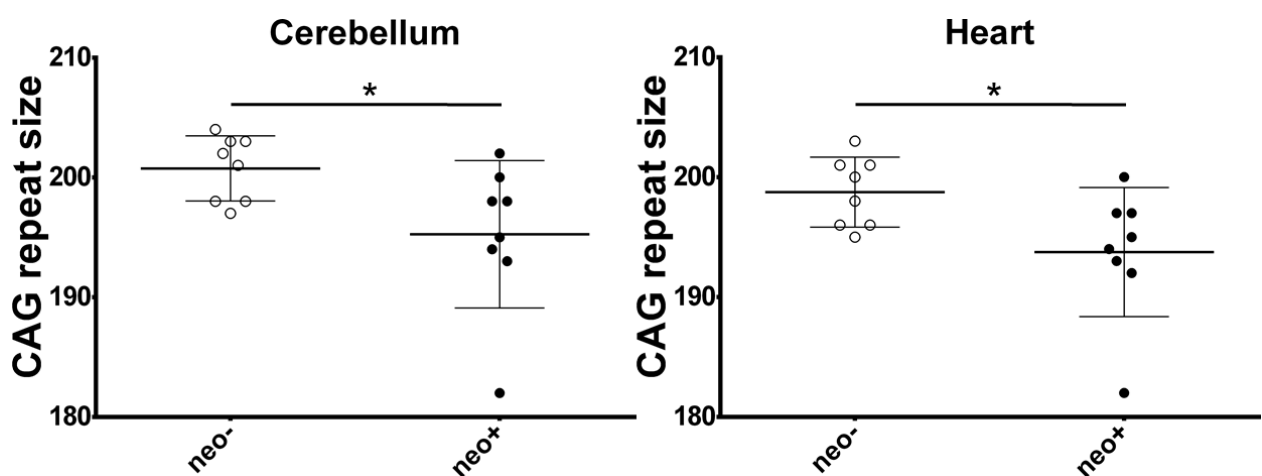 Cerebellum
CAG repeat size
210
200
190
180
*
neo-
neo+
Heart
CAG repeat size
210
200
190
180
*
neo-
neo+